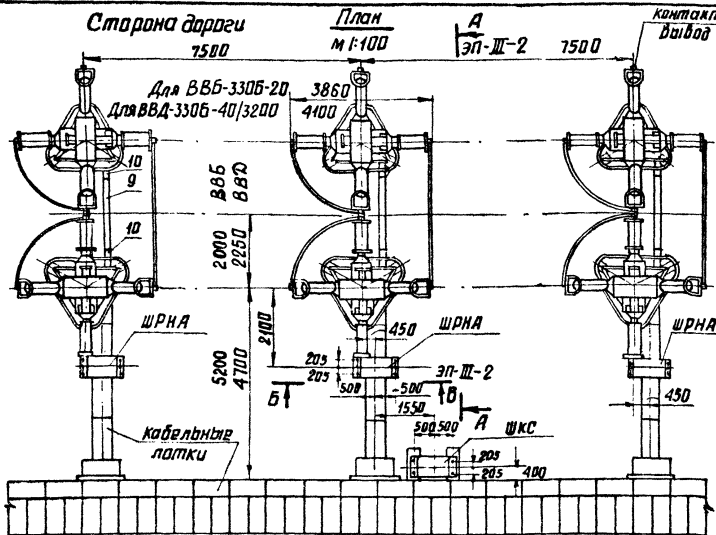 Сторона дороги
План
М 1:100
А
ЭП-III-2
контакт
вывод
7500
7500
Для ВВБ-330Б-20
3860
Для ВВД-330Б-40/3200
4100
10
9
10
ВВБ
ВВД
2000
2250
ШРНА
5200
4700
2100
450
205
205
ШРНА
ЭП-III-2
Б
500
500
В
1550
А
500
500
ШКС
205
205
400
ШРНА
450
кабельные
лотки